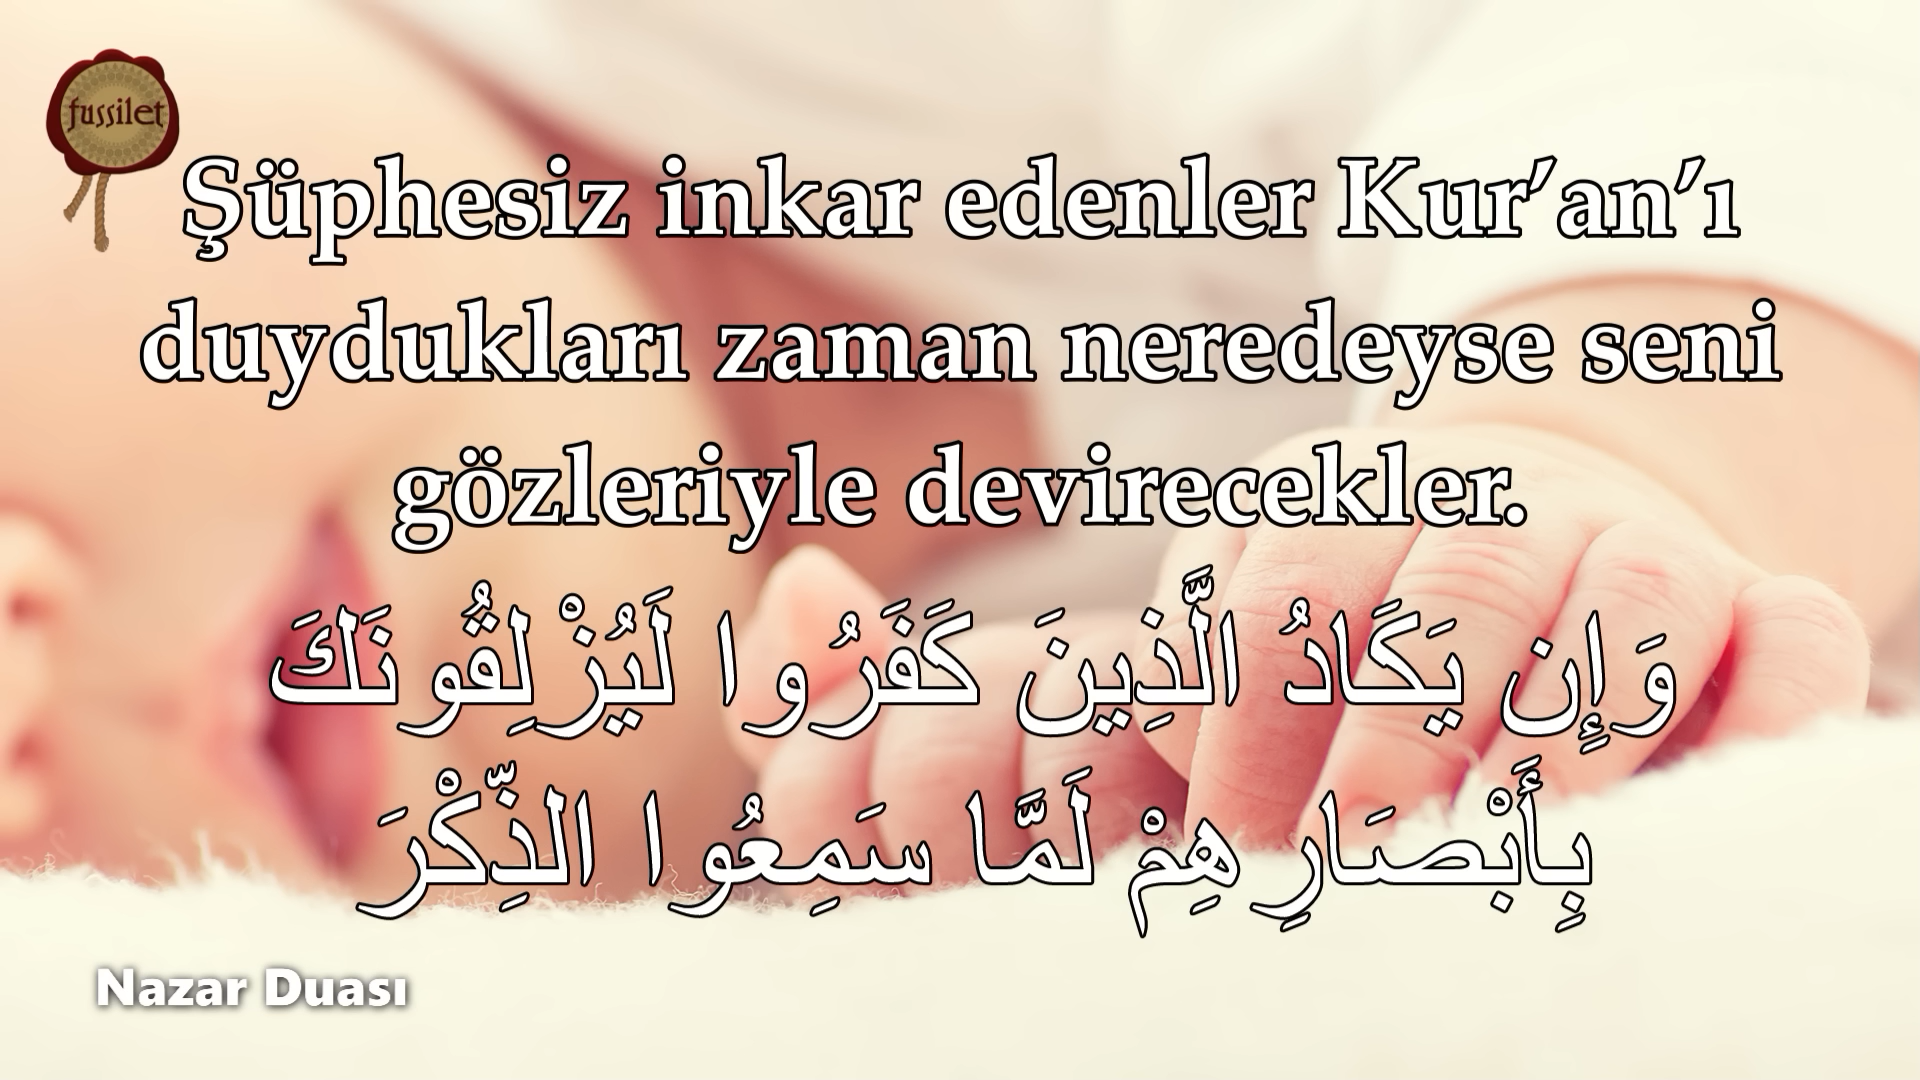 fussilet
Şüphesiz inkar edenler Kur’an’ı
duydukları zaman neredeyse seni
gözleriyle devirecekler.
وَإِن يَكَادُ الَّذِينَ كَفَرُوا لَيُزْلِقُونَكَ
بِأَبْصَارِهِمْ لَمَّا سَمِعُوا الذِّكْرَ
Nazar Duası